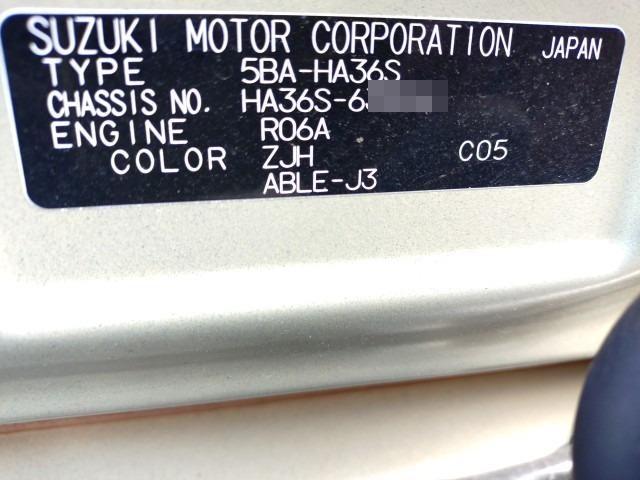 SUZUKI MOTOR CORPORATION JAPAN
TYPE 5BA-HA36S
CHASSIS NO. HA36S-6
ENGINE R06A
COLOR ZJH C05
ABLE-J3